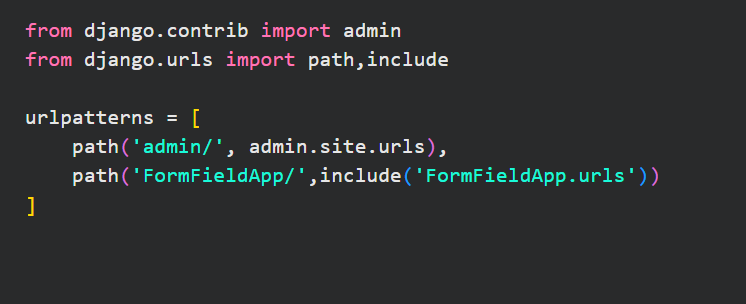 from django.contrib import admin
from django.urls import path,include

urlpatterns = [
    path('admin/', admin.site.urls),
    path('FormFieldApp/',include('FormFieldApp.urls'))
]